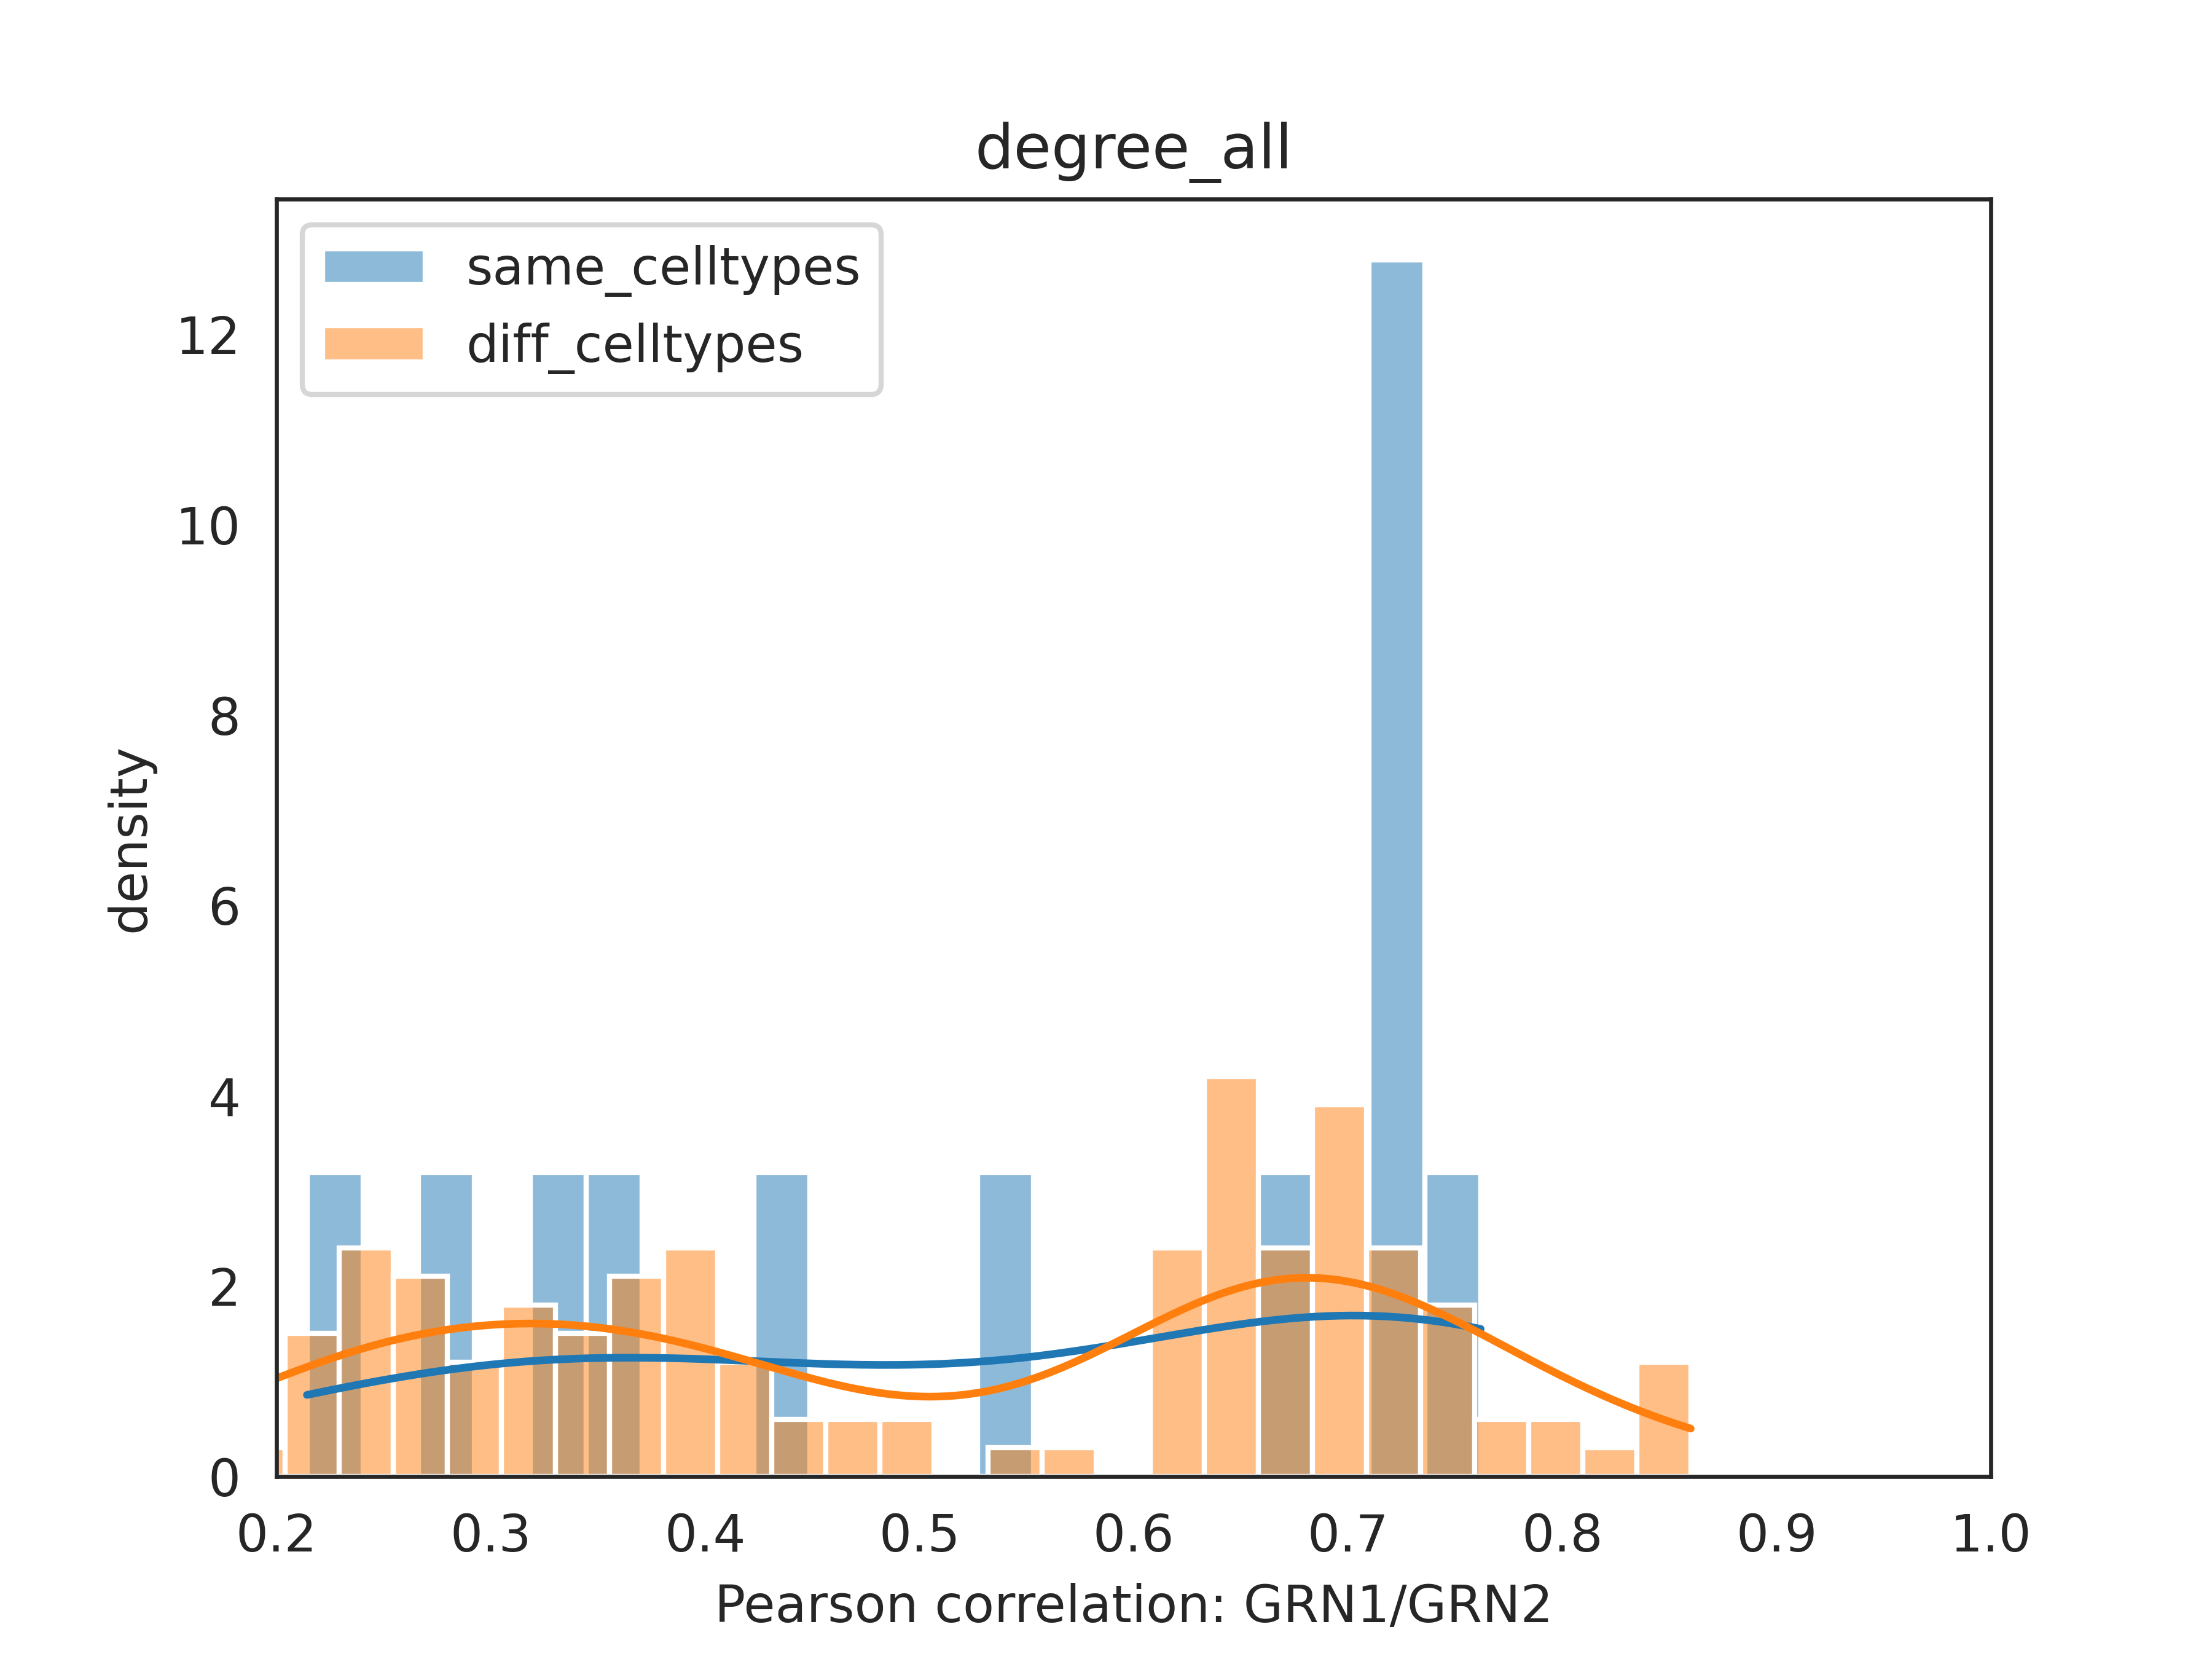 degree_all
same_celltypes
diff_celltypes
density
12
10
8
6
4
2
0
0.2 0.3 0.4 0.5 0.6 0.7 0.8 0.9 1.0
Pearson correlation: GRN1/GRN2